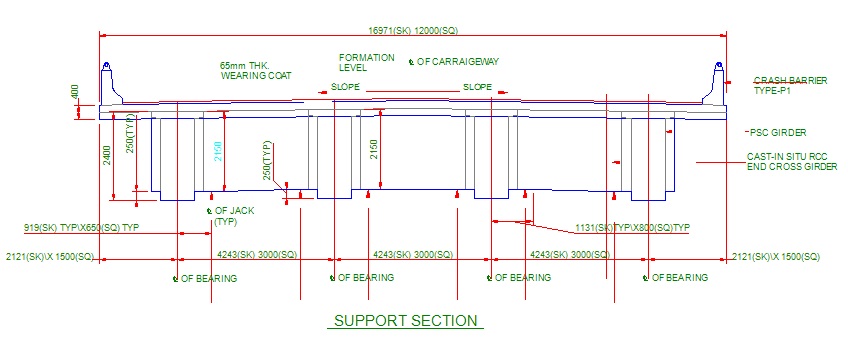 16971(SK) 12000(SQ)
65mm THK.
WEARING COAT
FORMATION
LEVEL
℄ OF CARRAIGEWAY
SLOPE
SLOPE
CRASH BARRIER
TYPE-P1
400
2400
250(TYP)
2150
250(TYP)
2150
PSC GIRDER
CAST-IN SITU RCC
END CROSS GIRDER
℄ OF JACK
(TYP)
919(SK) TYP\X650(SQ) TYP
1131(SK)TYP\X800(SQ)TYP
2121(SK)\X 1500(SQ)
4243(SK) 3000(SQ)
4243(SK) 3000(SQ)
4243(SK) 3000(SQ)
2121(SK)\X 1500(SQ)
℄ OF BEARING
℄ OF BEARING
℄ OF BEARING
℄ OF BEARING
SUPPORT SECTION